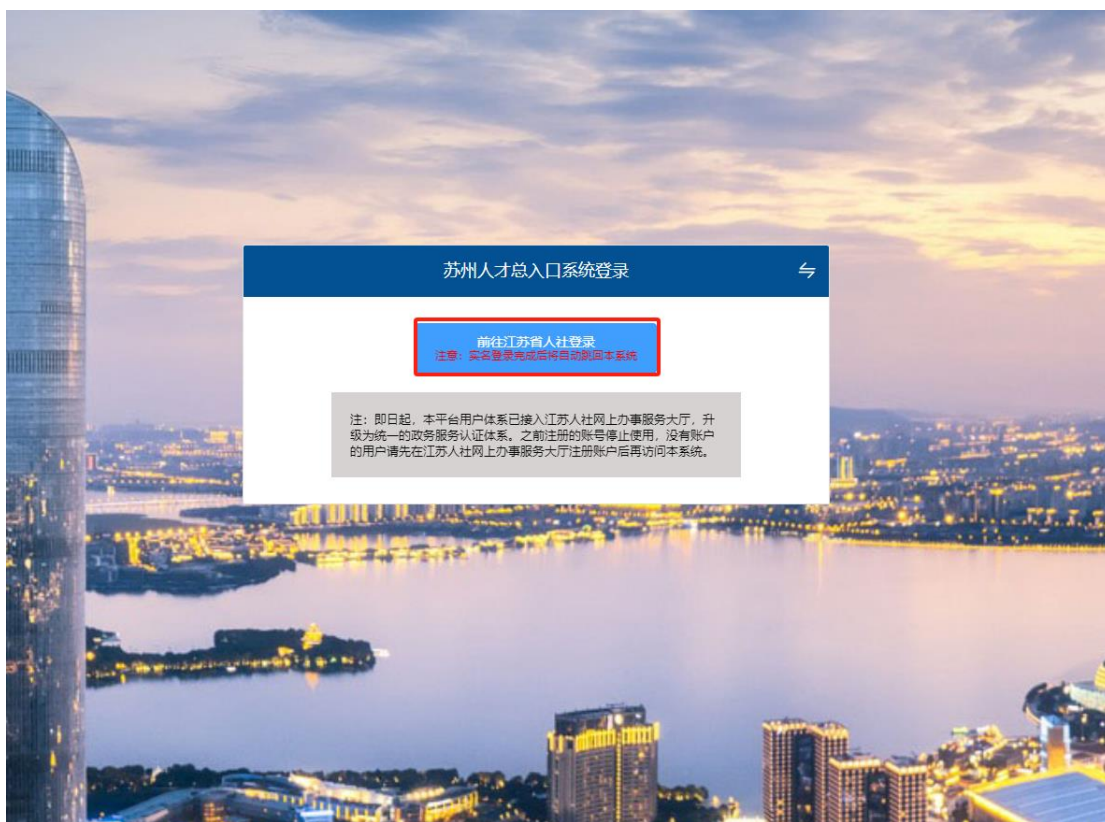 苏州人才总入口系统登录
前往江苏省人社登录
注意：实名登录完成后将自动跳回本系统
注：即日起，本平台用户体系已接入江苏人社网上办事服务大厅，升
级为统一的政务服务认证体系。之前注册的账号停止使用，没有账户
的用户请先在江苏人社网上办事服务大厅注册账户后再访问本系统。